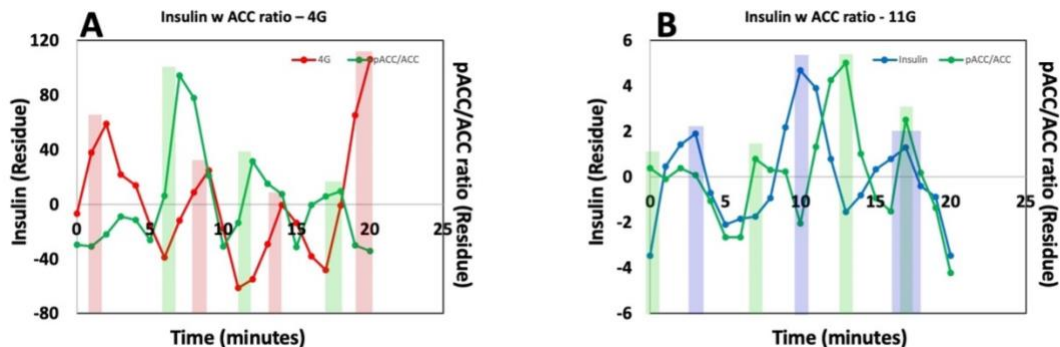 A
Insulin w ACC ratio – 4G
4G
pACC/ACC
Insulin (Residue)
120
80
40
0
-40
-80
0
5
10
15
20
25
Time (minutes)
pACC/ACC ratio (Residue)
B
Insulin w ACC ratio - 11G
Insulin
pACC/ACC
Insulin (Residue)
6
4
2
0
-2
-4
-6
0
5
10
15
20
25
Time (minutes)
pACC/ACC ratio (Residue)